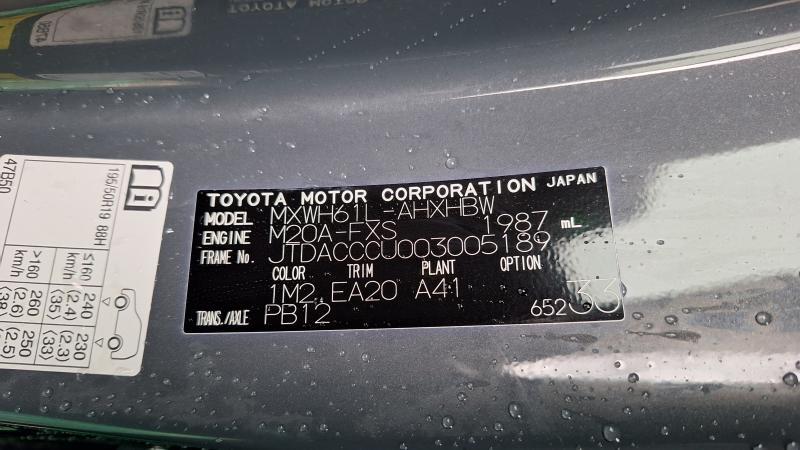 TOYOTA MOTOR CORPORATION JAPAN
MODEL MXWH61L-AHXHBW
ENGINE M20A-FXS 1987 mL
FRAME No. JTDACCCU003005189
COLOR TRIM PLANT OPTION
1M2 EA20 A41
TRANS./AXLE PB12 65233
47B50
195/50R19 88H
≤160 km/h 240 (2.4) (35) 230 (2.3) (33)
>160 km/h 260 (2.6) (38) 250 (2.5)